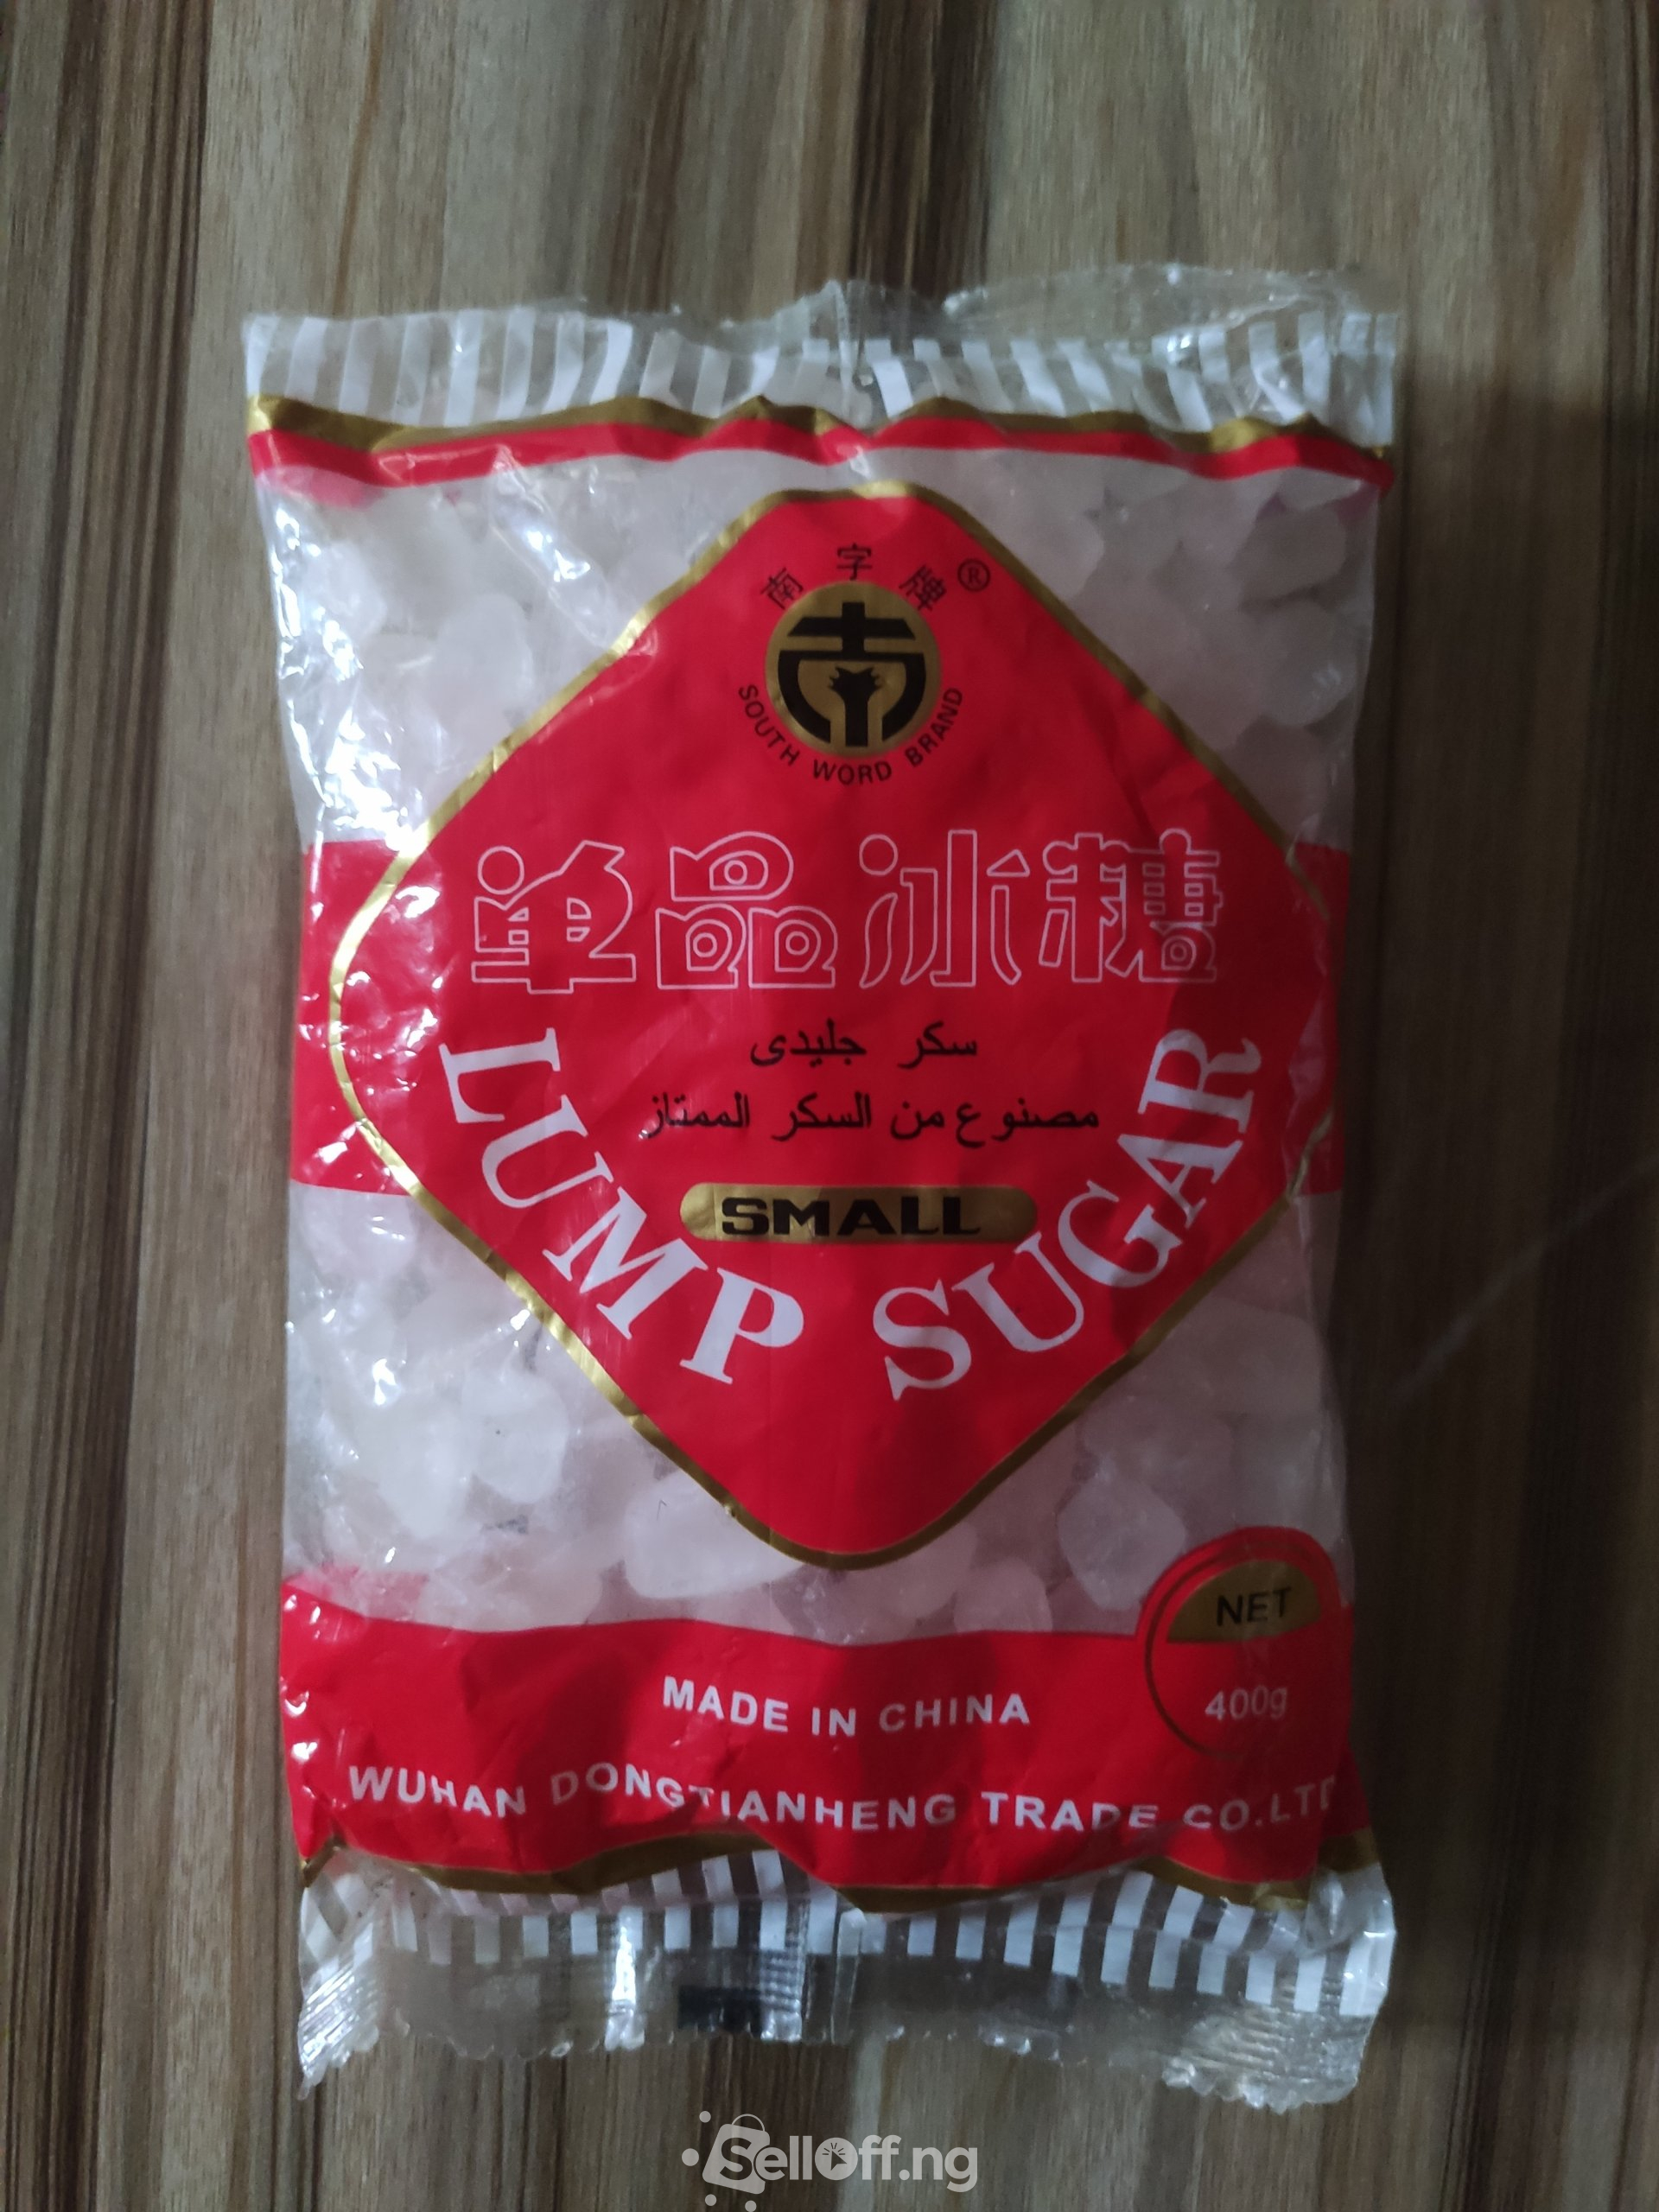 南字牌®
SOUTH WORD BRAND
单品冰糖
سكر جليدى
مصنوع من السكر الممتاز
SMALL
LUMP SUGAR
NET
400g
MADE IN CHINA
WUHAN DONGTIANHENG TRADE CO.LTD
SellOff.ng